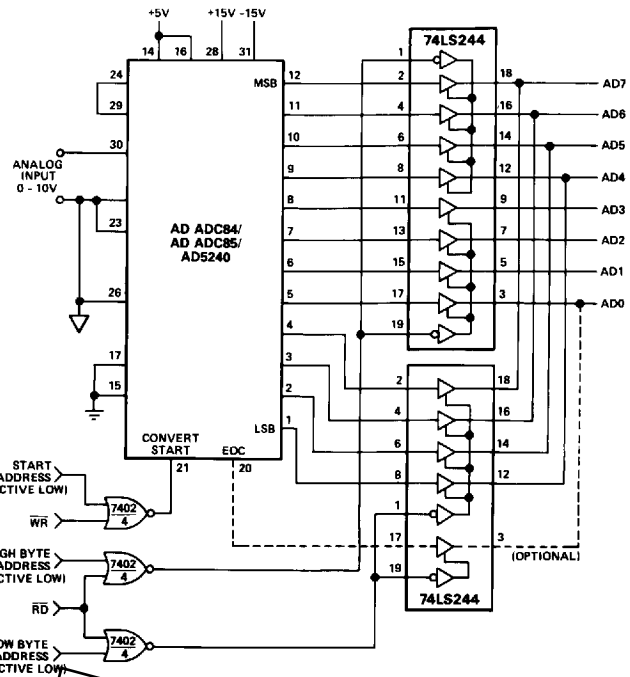 +5V +15V -15V
14 16 28 31
24
29
30
ANALOG
INPUT
0 - 10V
23
26
17
15
AD ADC84/
AD ADC85/
AD5240
MSB
12
11
10
9
8
7
6
5
4
3
2
LSB
1
CONVERT
START
EOC
21
20
74LS244
1
2 18 AD7
4 16 AD6
6 14 AD5
8 12 AD4
11 9 AD3
13 7 AD2
15 5 AD1
17 3 AD0
19
2 18
4 16
6 14
8 12
1
17 3
(OPTIONAL)
19
74LS244
START
ADDRESS
CTIVE LOW)
WR
7402
4
GH BYTE
ADDRESS
CTIVE LOW)
7402
4
RD
OW BYTE
ADDRESS
CTIVE LOW)
7402
4